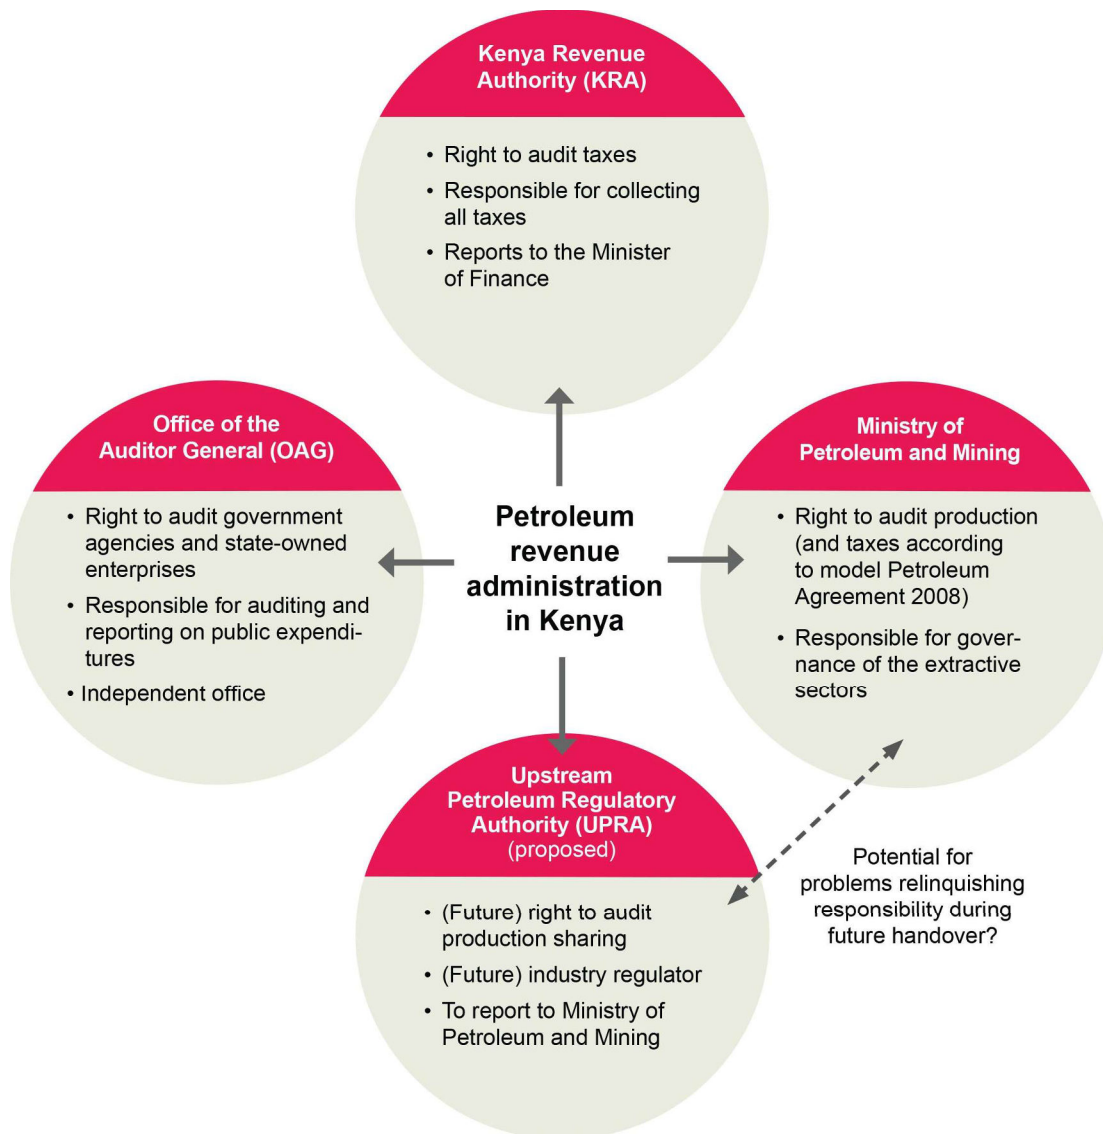 Kenya Revenue
Authority (KRA)
• Right to audit taxes
• Responsible for collecting
all taxes
• Reports to the Minister
of Finance
Office of the
Auditor General (OAG)
• Right to audit government
agencies and state-owned
enterprises
• Responsible for auditing and
reporting on public expendi-
tures
• Independent office
Petroleum
revenue
administration
in Kenya
Ministry of
Petroleum and Mining
• Right to audit production
(and taxes according
to model Petroleum
Agreement 2008)
• Responsible for gover-
nance of the extractive
sectors
Upstream
Petroleum Regulatory
Authority (UPRA)
(proposed)
• (Future) right to audit
production sharing
• (Future) industry regulator
• To report to Ministry of
Petroleum and Mining
Potential for
problems relinquishing
responsibility during
future handover?